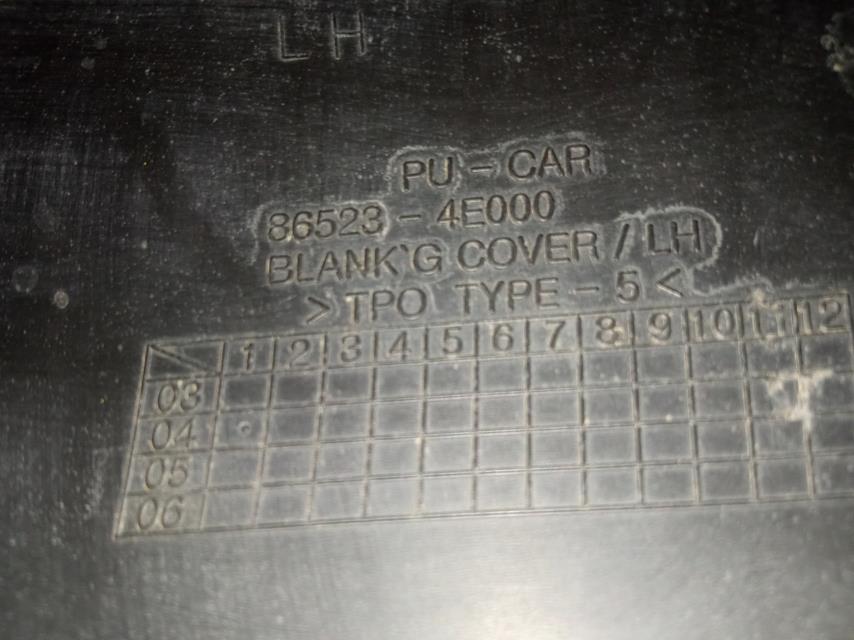 LH
PU - CAR
86523 - 4E000
BLANK'G COVER / LH
>TPO TYPE - 5<
1 2 3 4 5 6 7 8 9 10 11 12
03
04
05
06